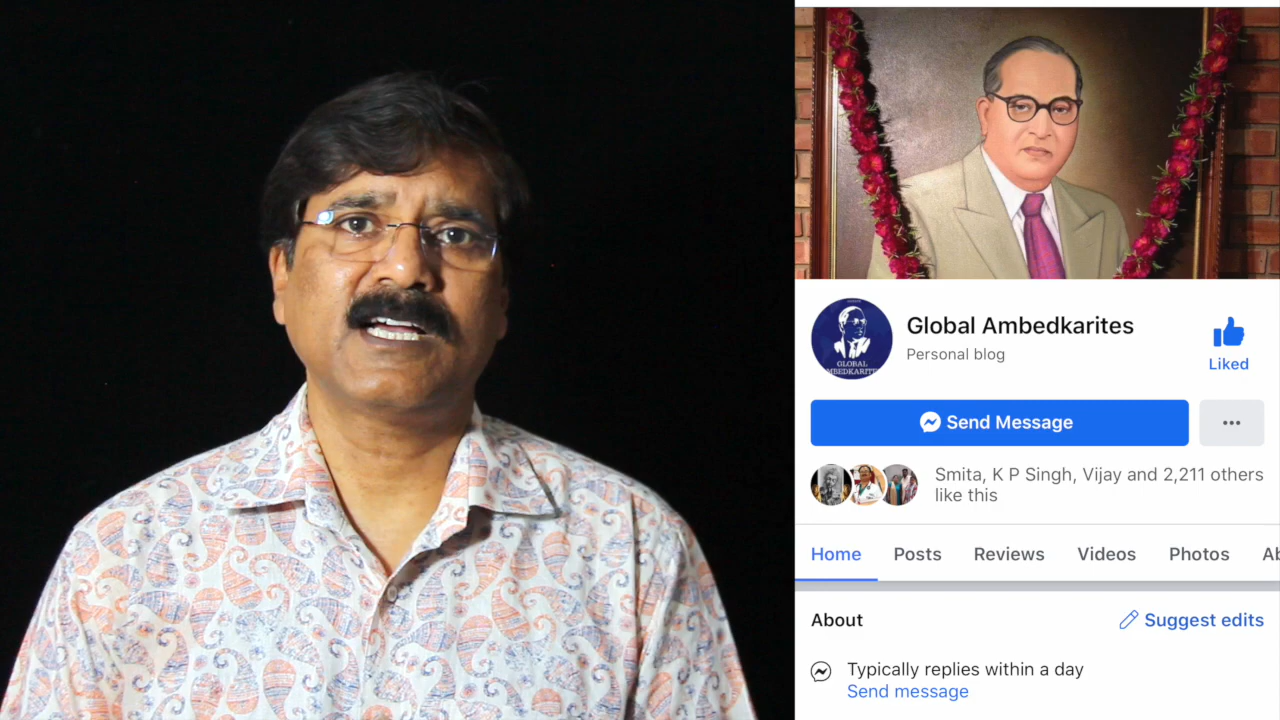 Global Ambedkarites
Personal blog
GLOBAL
Liked
Send Message
Smita, K P Singh, Vijay and 2,211 others
like this
Home Posts Reviews Videos Photos
About
Suggest edits
Typically replies within a day
Send message